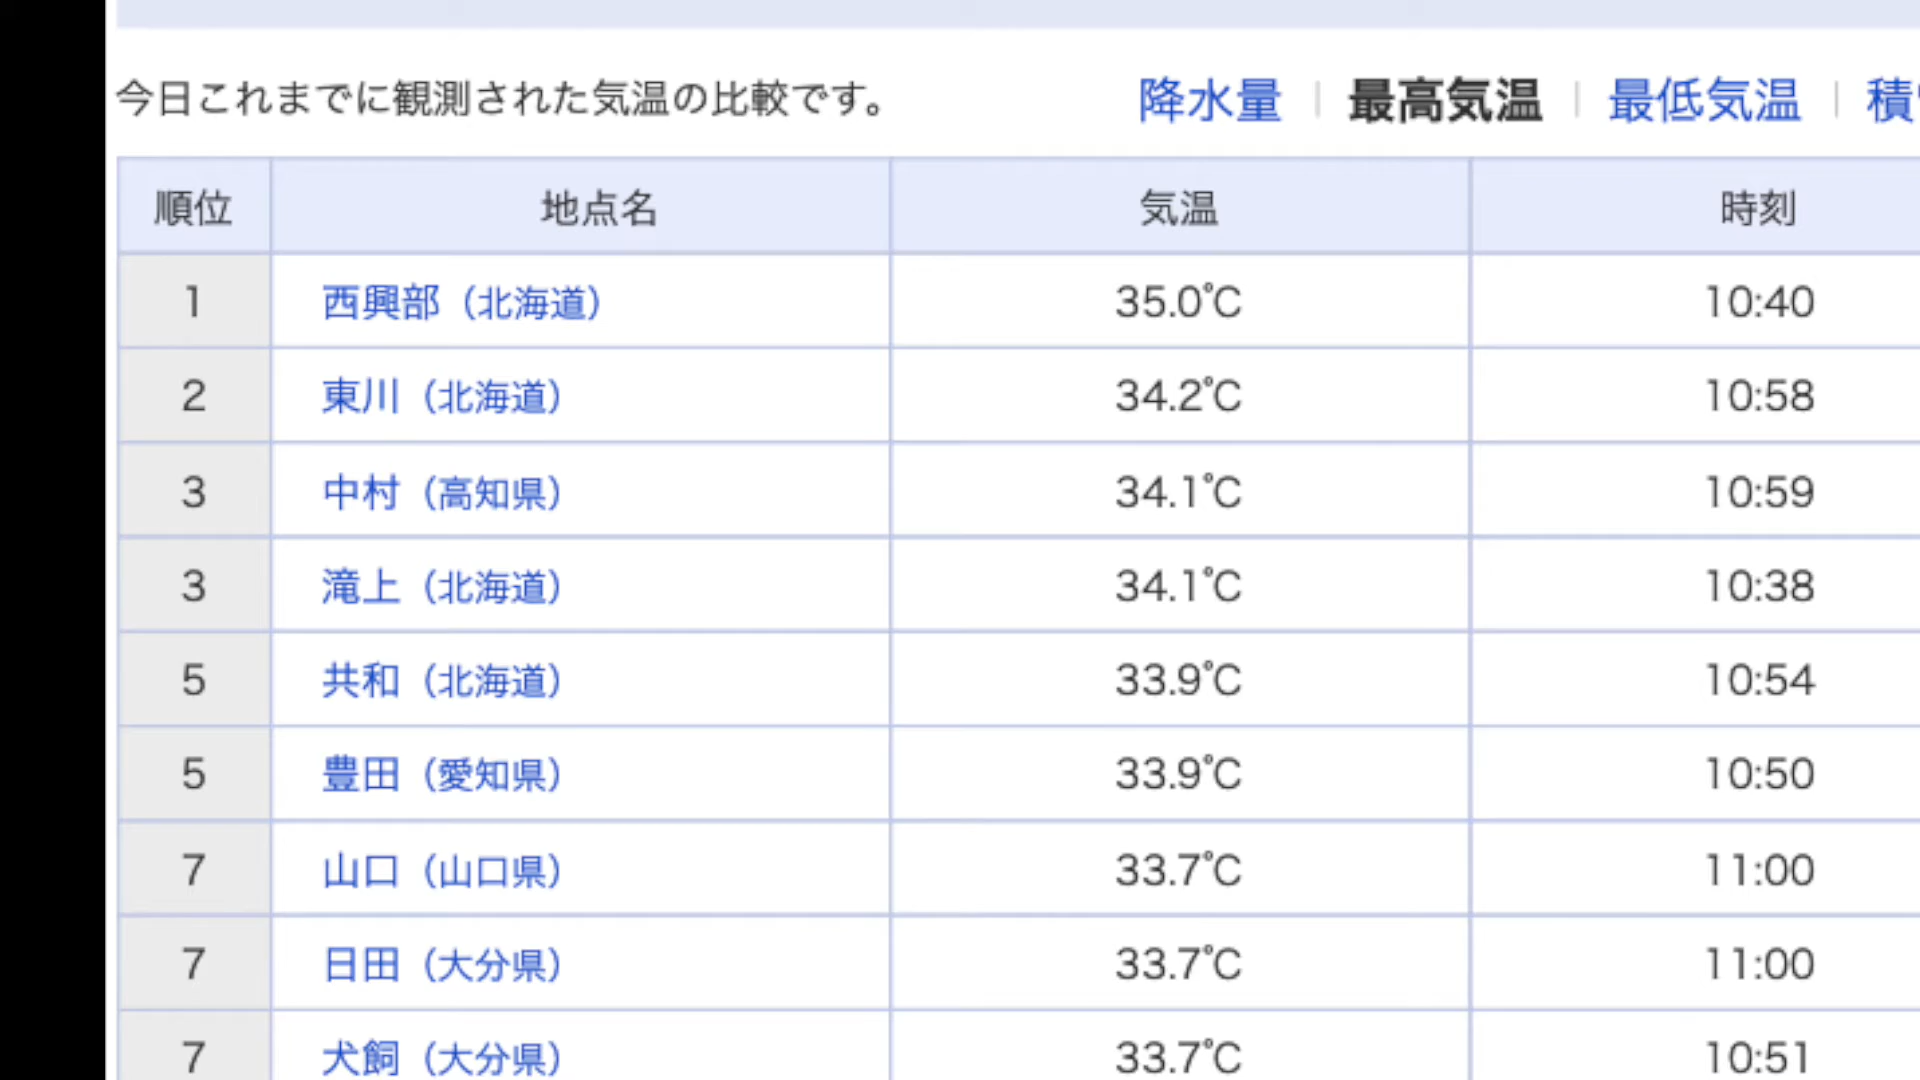 今日これまでに観測された気温の比較です。 降水量 | 最高気温 | 最低気温 | 積
順位 地点名 気温 時刻
1 西興部（北海道） 35.0℃ 10:40
2 東川（北海道） 34.2℃ 10:58
3 中村（高知県） 34.1℃ 10:59
3 滝上（北海道） 34.1℃ 10:38
5 共和（北海道） 33.9℃ 10:54
5 豊田（愛知県） 33.9℃ 10:50
7 山口（山口県） 33.7℃ 11:00
7 日田（大分県） 33.7℃ 11:00
7 犬飼（大分県） 33.7℃ 10:51